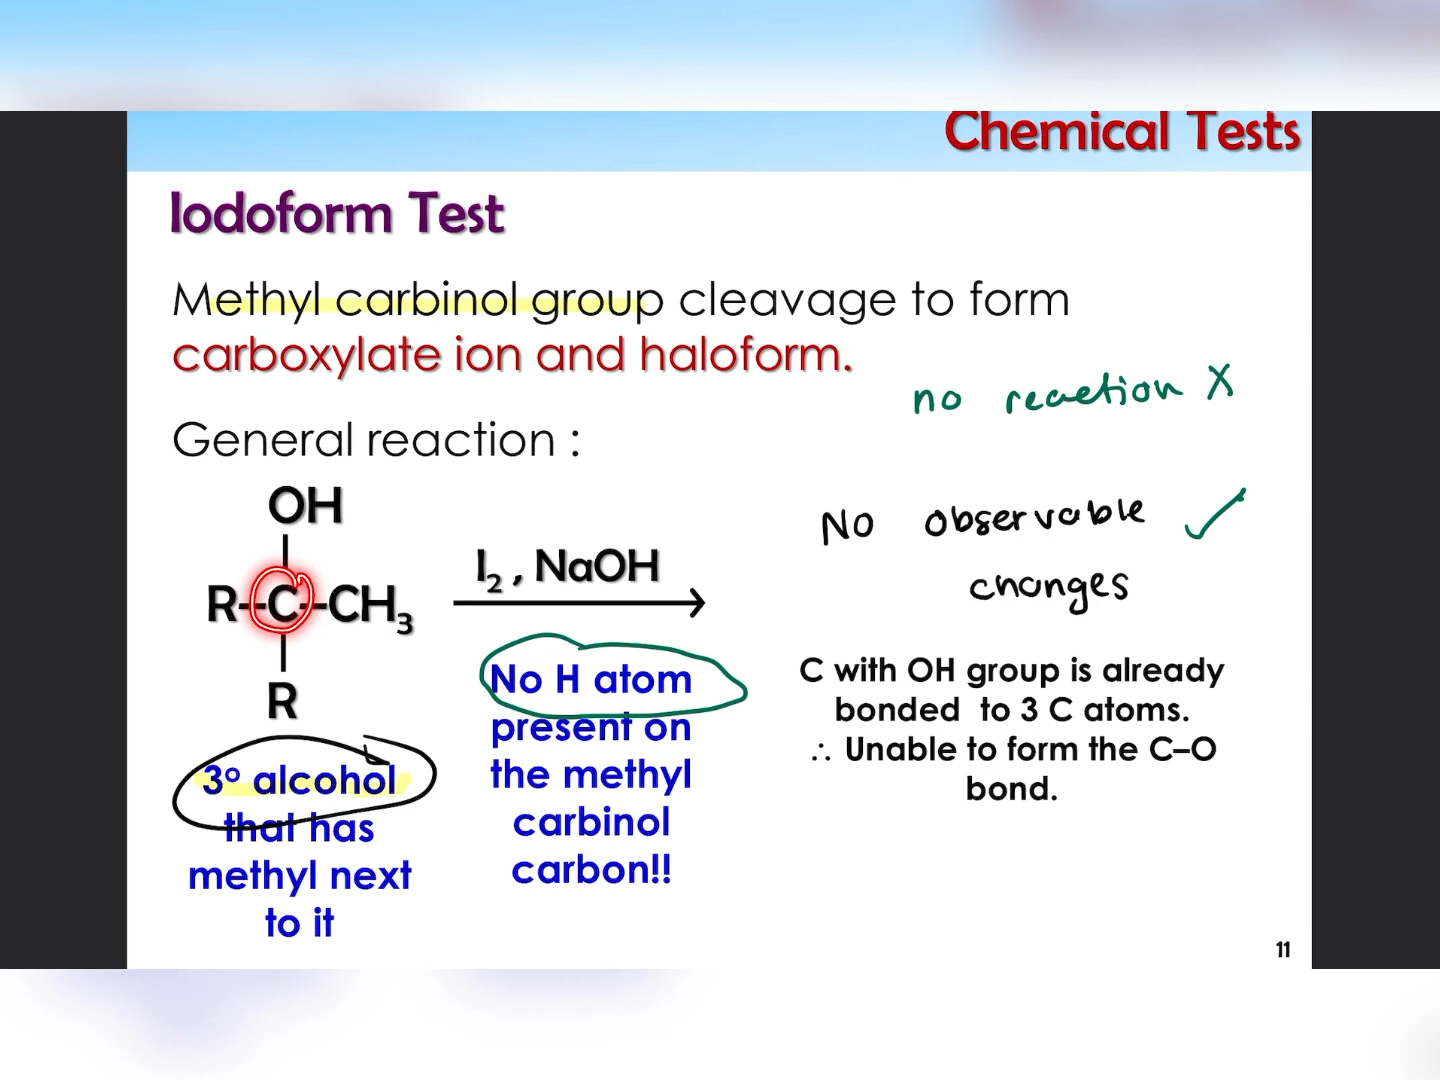 Chemical Tests
Iodoform Test
Methyl carbinol group cleavage to form
carboxylate ion and haloform.
no reaction X
General reaction :
OH
No observable ✓
I₂ , NaOH
R–C–CH₃
changes
R
No H atom
present on
the methyl
carbinol
carbon!!
C with OH group is already
bonded to 3 C atoms.
∴ Unable to form the C–O
bond.
3º alcohol
that has
methyl next
to it
11